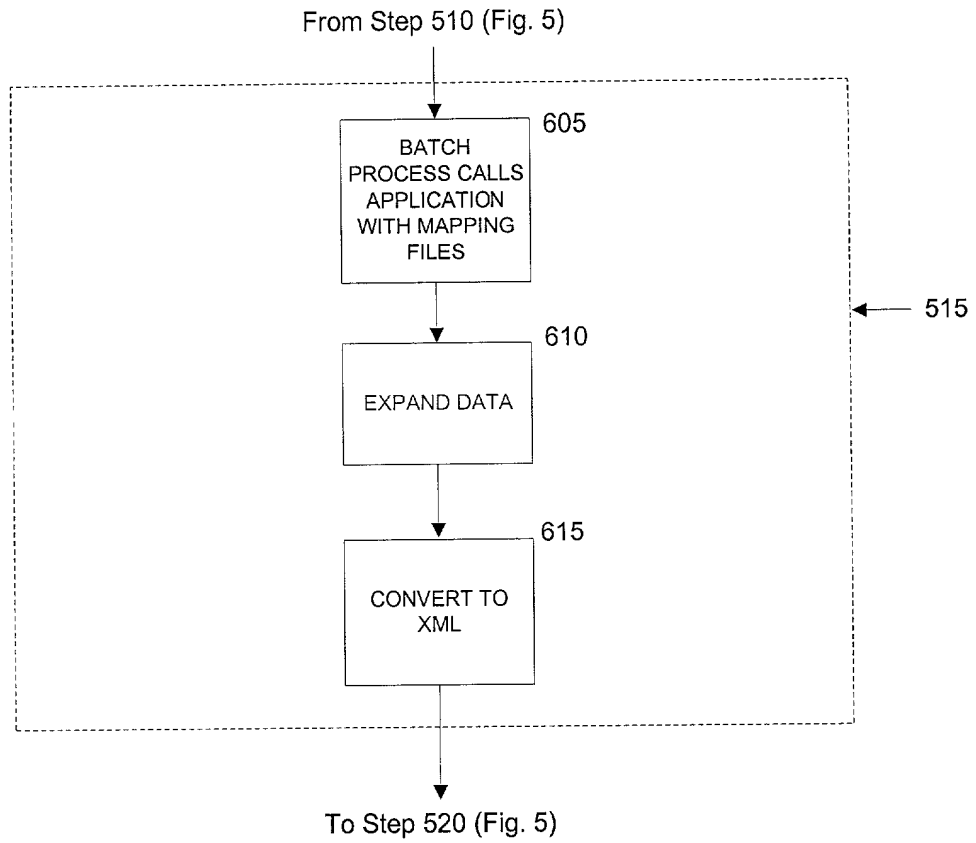 From Step 510 (Fig. 5)
605
BATCH
PROCESS CALLS
APPLICATION
WITH MAPPING
FILES
515
610
EXPAND DATA
615
CONVERT TO
XML
To Step 520 (Fig. 5)